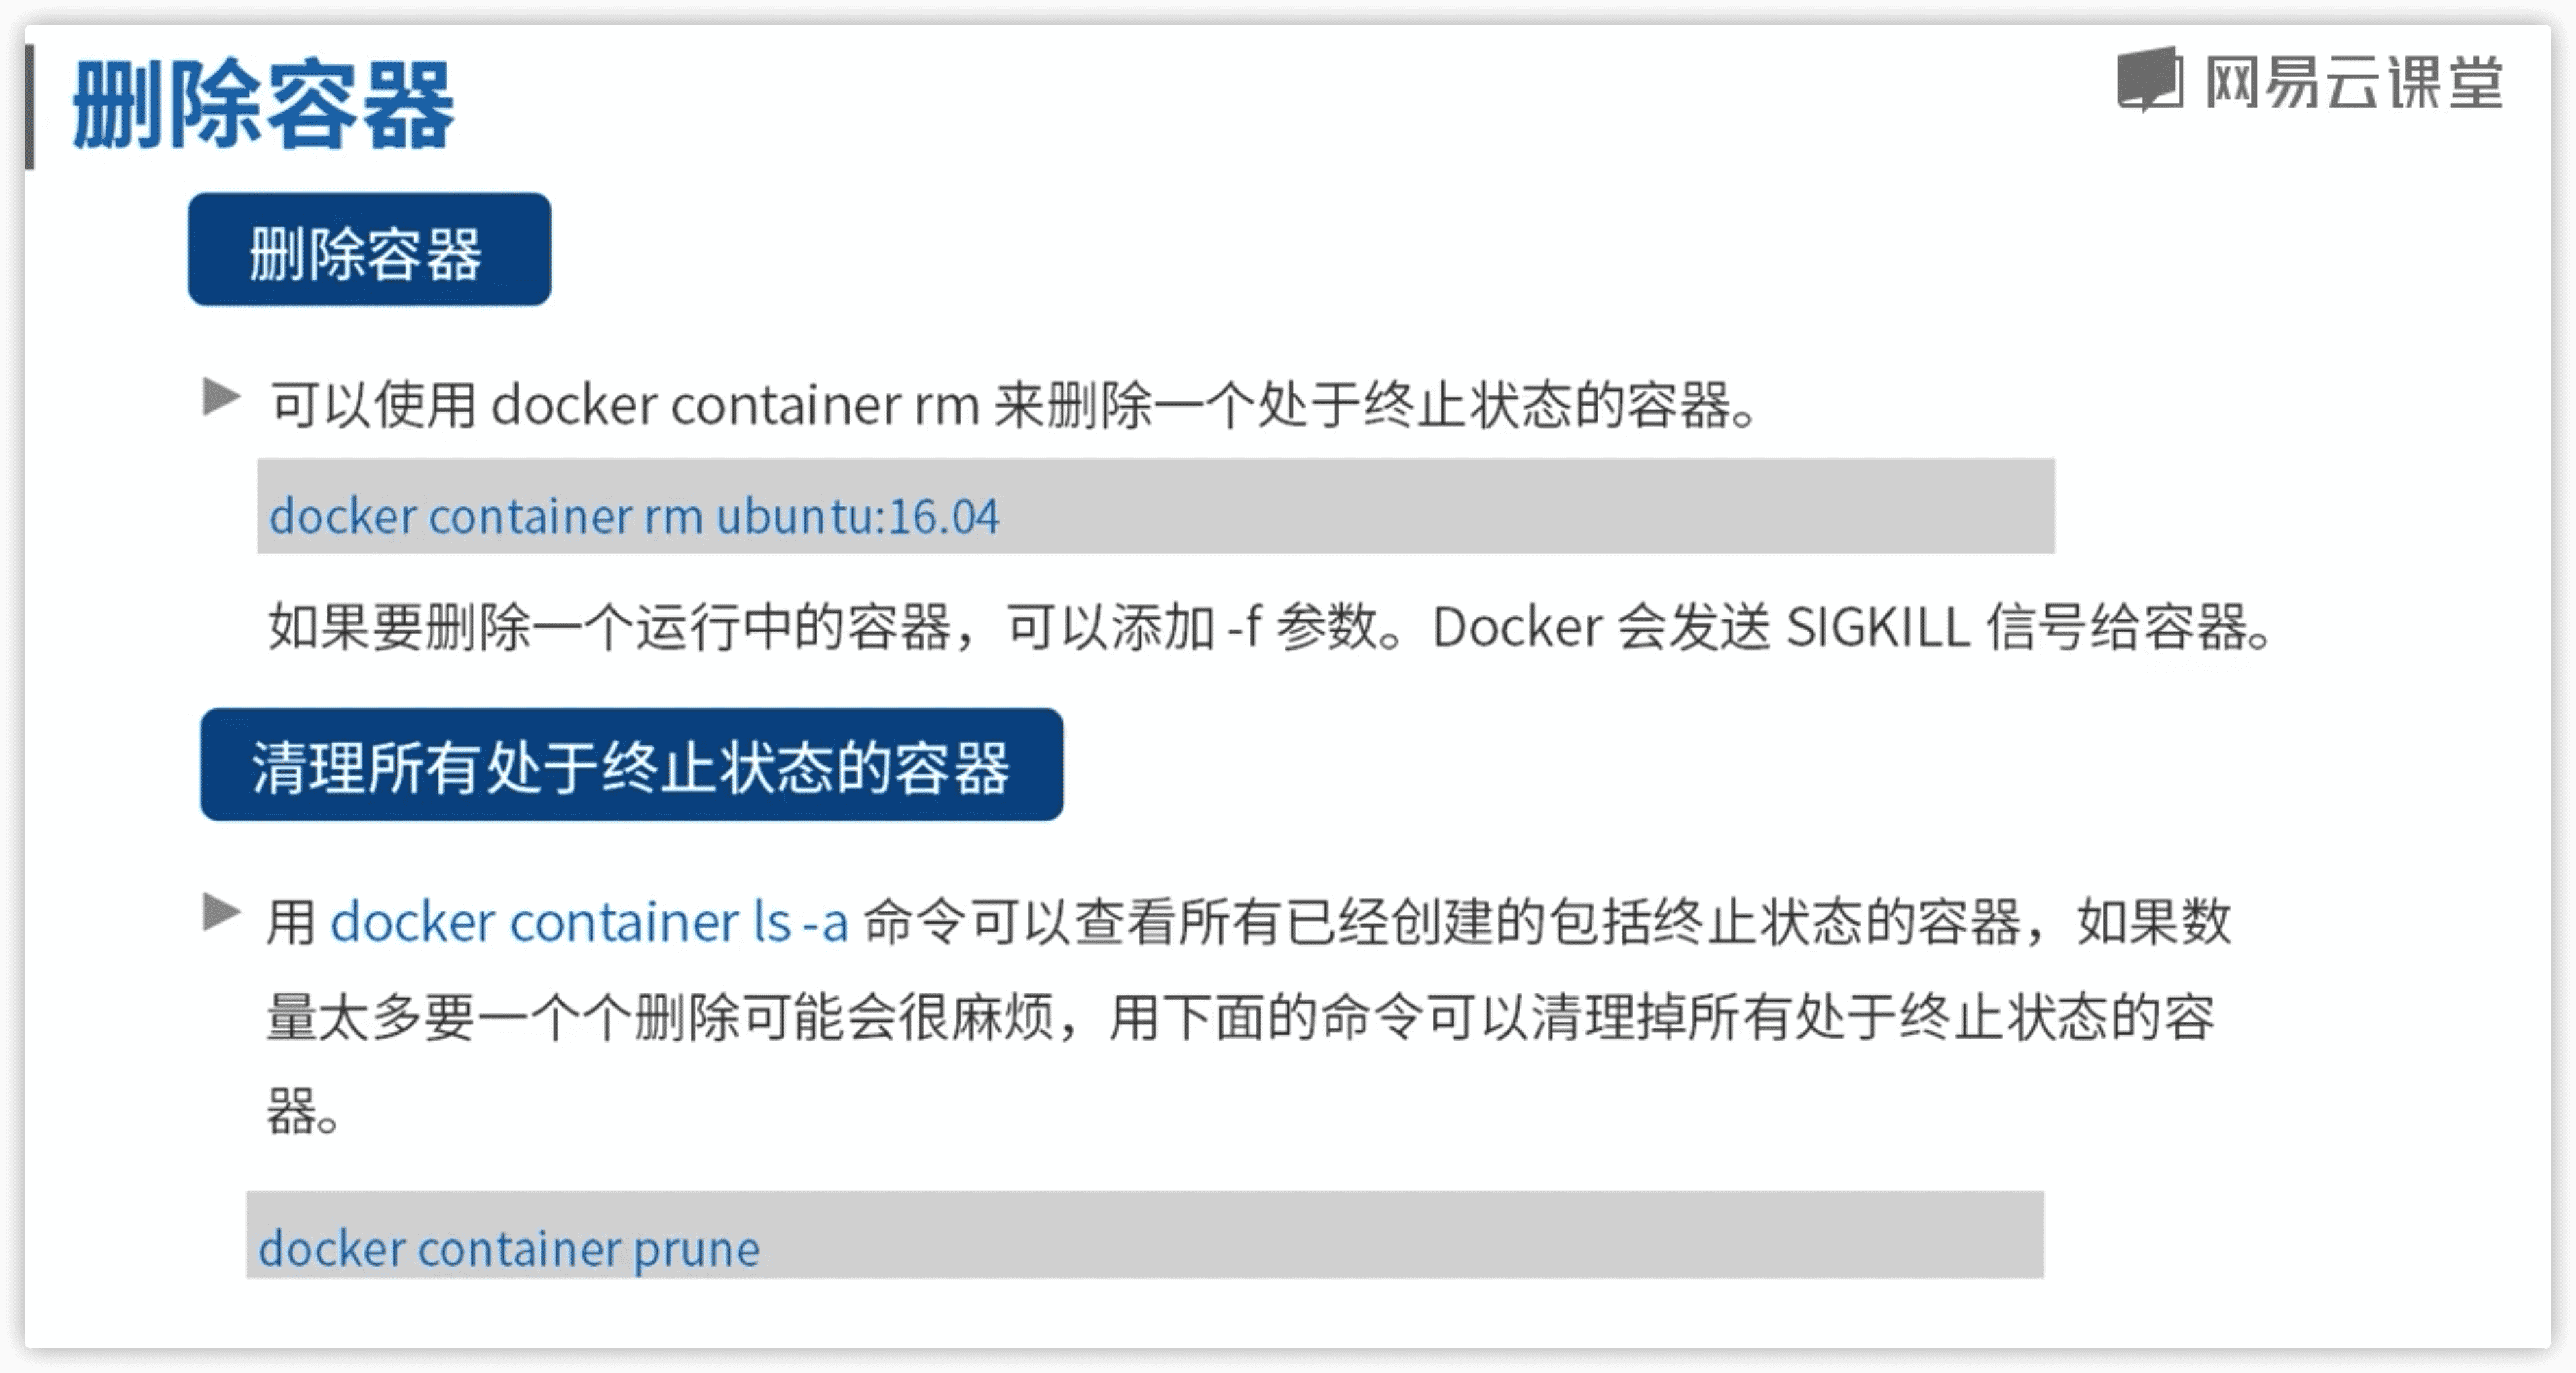 删除容器
网易云课堂
删除容器
可以使用 docker container rm 来删除一个处于终止状态的容器。
docker container rm ubuntu:16.04
如果要删除一个运行中的容器，可以添加 -f 参数。Docker 会发送 SIGKILL 信号给容器。
清理所有处于终止状态的容器
用 docker container ls -a 命令可以查看所有已经创建的包括终止状态的容器，如果数
量太多要一个个删除可能会很麻烦，用下面的命令可以清理掉所有处于终止状态的容
器。
docker container prune